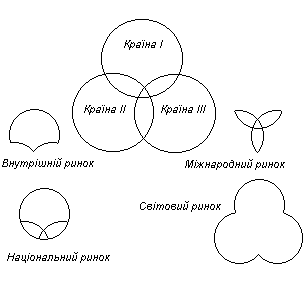 Країна I
Країна II
Країна III
Внутрішній ринок
Міжнародний ринок
Світовий ринок
Національний ринок